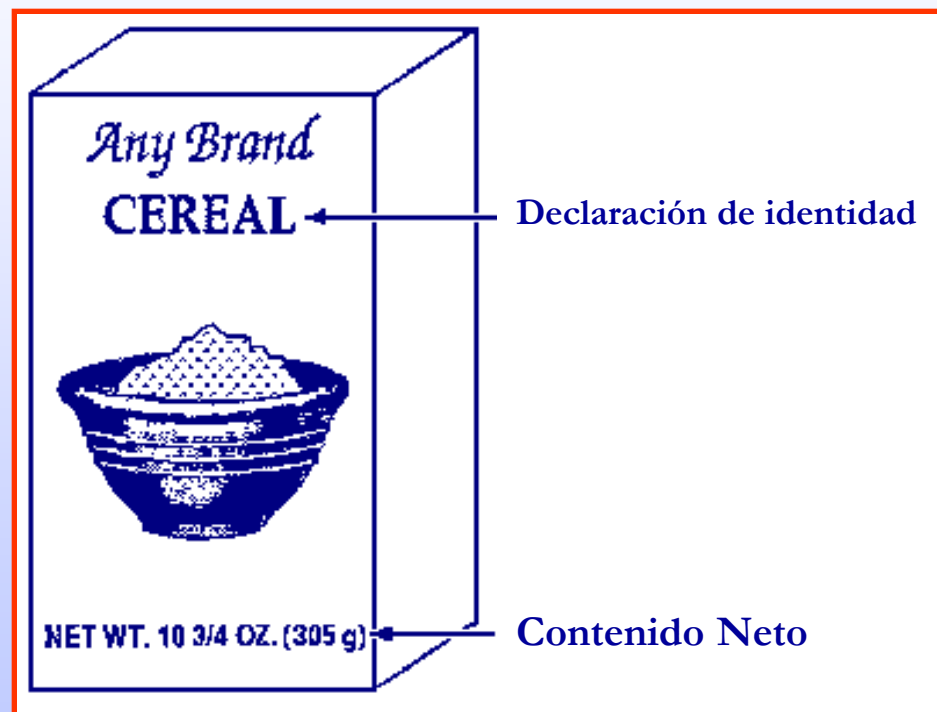 Any Brand
CEREAL
Declaración de identidad
NET WT. 10 3/4 OZ. (305 g)
Contenido Neto